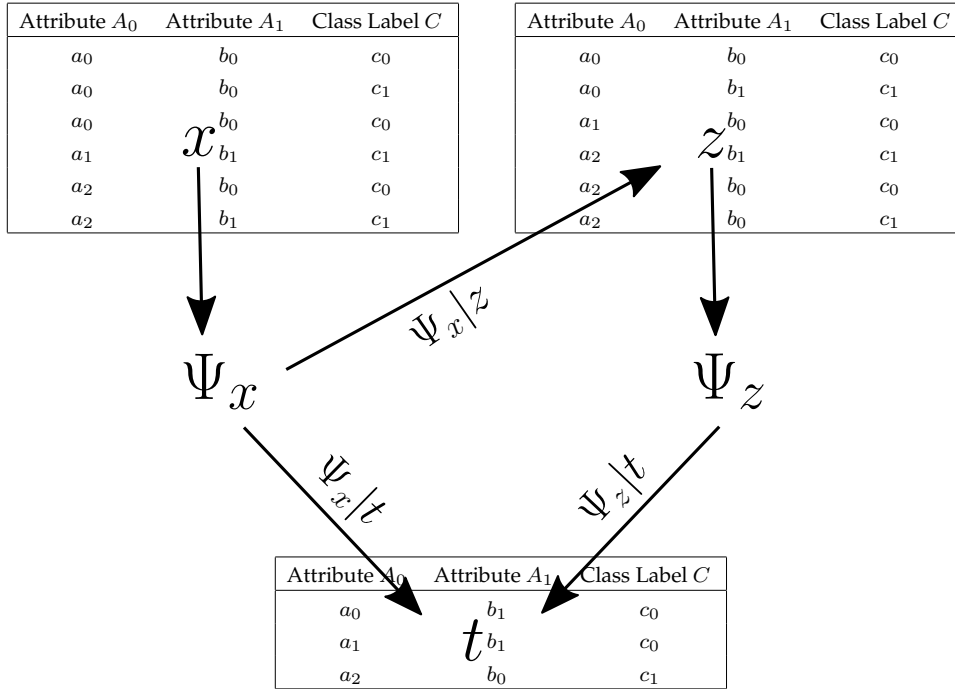 Attribute A₀ Attribute A₁ Class Label C
a₀ b₀ c₀
a₀ b₀ c₁
a₀ b₀ c₀
a₁ b₁ c₁
a₂ b₀ c₀
a₂ b₁ c₁
x
Attribute A₀ Attribute A₁ Class Label C
a₀ b₀ c₀
a₀ b₁ c₁
a₁ b₀ c₀
a₂ b₁ c₁
a₂ b₀ c₀
a₂ b₀ c₁
z
Ψₓ|z
Ψₓ
Ψ_z
Ψₓ|t
Ψ_z|t
Attribute A₀ Attribute A₁ Class Label C
a₀ b₁ c₀
a₁ b₁ c₀
a₂ b₀ c₁
t